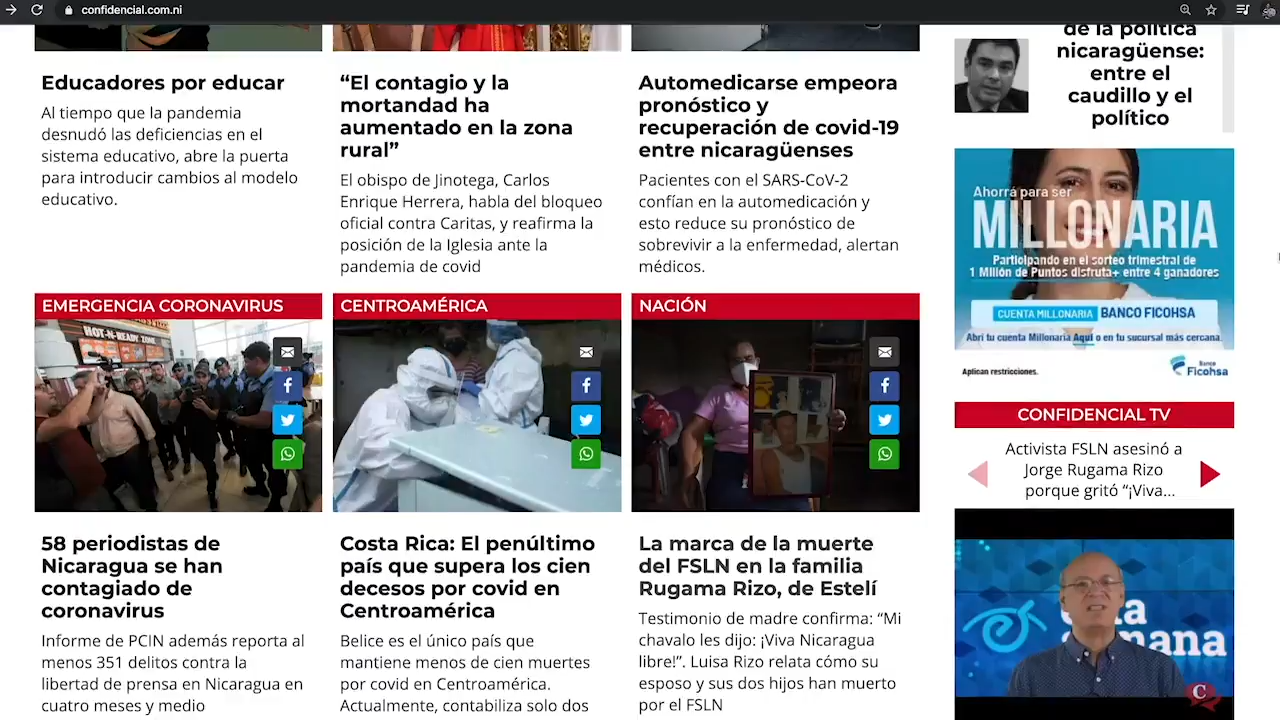 confidencial.com.ni
Educadores por educar
Al tiempo que la pandemia
desnudó las deficiencias en el
sistema educativo, abre la puerta
para introducir cambios al modelo
educativo.
“El contagio y la
mortandad ha
aumentado en la zona
rural”
El obispo de Jinotega, Carlos
Enrique Herrera, habla del bloqueo
oficial contra Caritas, y reafirma la
posición de la Iglesia ante la
pandemia de covid
Automedicarse empeora
pronóstico y
recuperación de covid-19
entre nicaragüenses
Pacientes con el SARS-CoV-2
confían en la automedicación y
esto reduce su pronóstico de
sobrevivir a la enfermedad, alertan
médicos.
de la política
nicaragüense:
entre el
caudillo y el
político
Ahorrá para ser
MILLONARIA
Participando en el sorteo trimestral de
1 Millón de Puntos disfruta+ entre 4 ganadores
CUENTA MILLONARIA BANCO FICOHSA
Abrí tu cuenta Millonaria Aquí o en tu sucursal más cercana.
Aplican restricciones.
Banco
Ficohsa
EMERGENCIA CORONAVIRUS
HOT-N-READY ZONE
58 periodistas de
Nicaragua se han
contagiado de
coronavirus
Informe de PCIN además reporta al
menos 351 delitos contra la
libertad de prensa en Nicaragua en
cuatro meses y medio
CENTROAMÉRICA
Costa Rica: El penúltimo
país que supera los cien
decesos por covid en
Centroamérica
Belice es el único país que
mantiene menos de cien muertes
por covid en Centroamérica.
Actualmente, contabiliza solo dos
NACIÓN
La marca de la muerte
del FSLN en la familia
Rugama Rizo, de Estelí
Testimonio de madre confirma: “Mi
chavalo les dijo: ¡Viva Nicaragua
libre!”. Luisa Rizo relata cómo su
esposo y sus dos hijos han muerto
por el FSLN
CONFIDENCIAL TV
Activista FSLN asesinó a
Jorge Rugama Rizo
porque gritó “¡Viva...
C